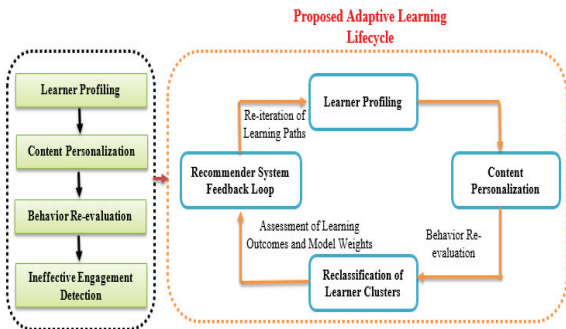 Proposed Adaptive Learning
Lifecycle
Learner Profiling
Content Personalization
Behavior Re-evaluation
Ineffective Engagement
Detection
Learner Profiling
Re-iteration of
Learning Paths
Recommender System
Feedback Loop
Content
Personalization
Assessment of Learning
Outcomes and Model Weights
Behavior Re-
evaluation
Reclassification of
Learner Clusters